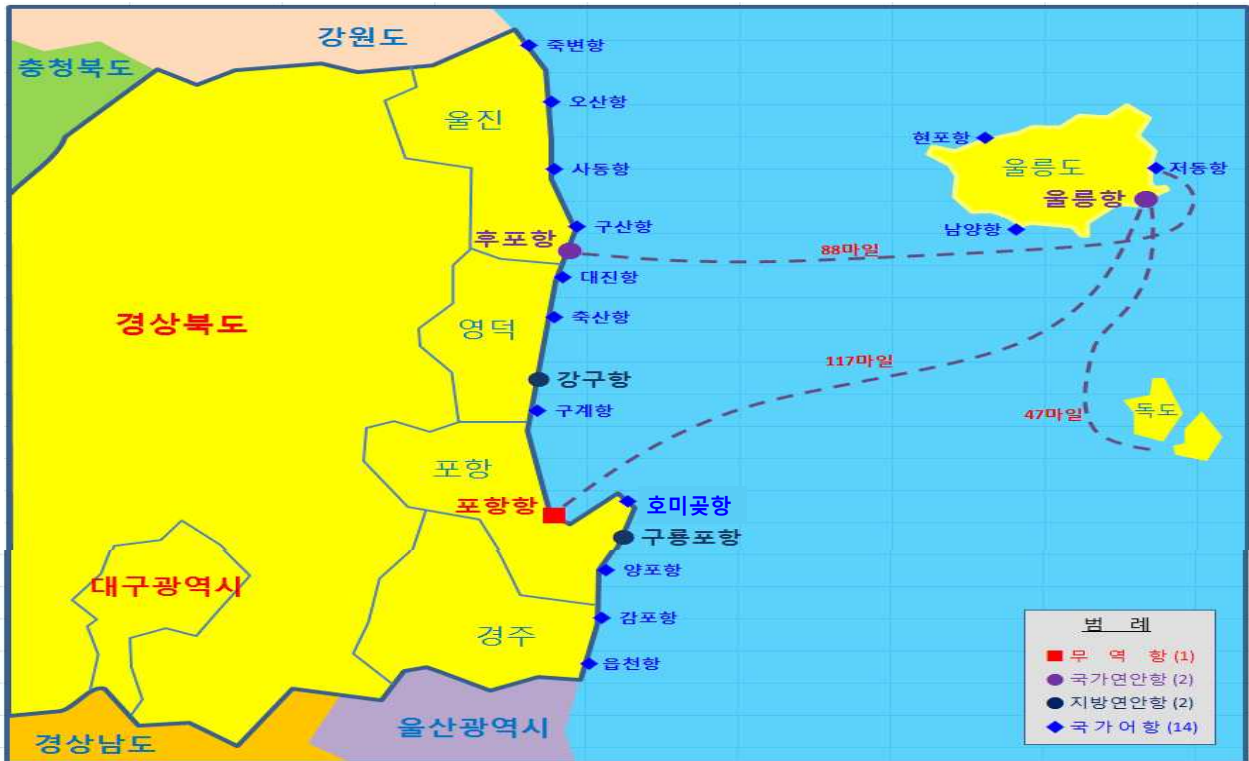 강원도
충청북도
죽변항
울진
오산항
현포항
울릉도
저동항
사동항
울릉항
구산항
남양항
후포항
88마일
대진항
경상북도
영덕
축산항
117마일
강구항
구계항
47마일
독도
포항
포항항
호미곶항
구룡포항
양포항
대구광역시
감포항
경주
읍천항
울산광역시
경상남도
범 례
무 역 항 (1)
국가연안항 (2)
지방연안항 (2)
국 가 어 항 (14)